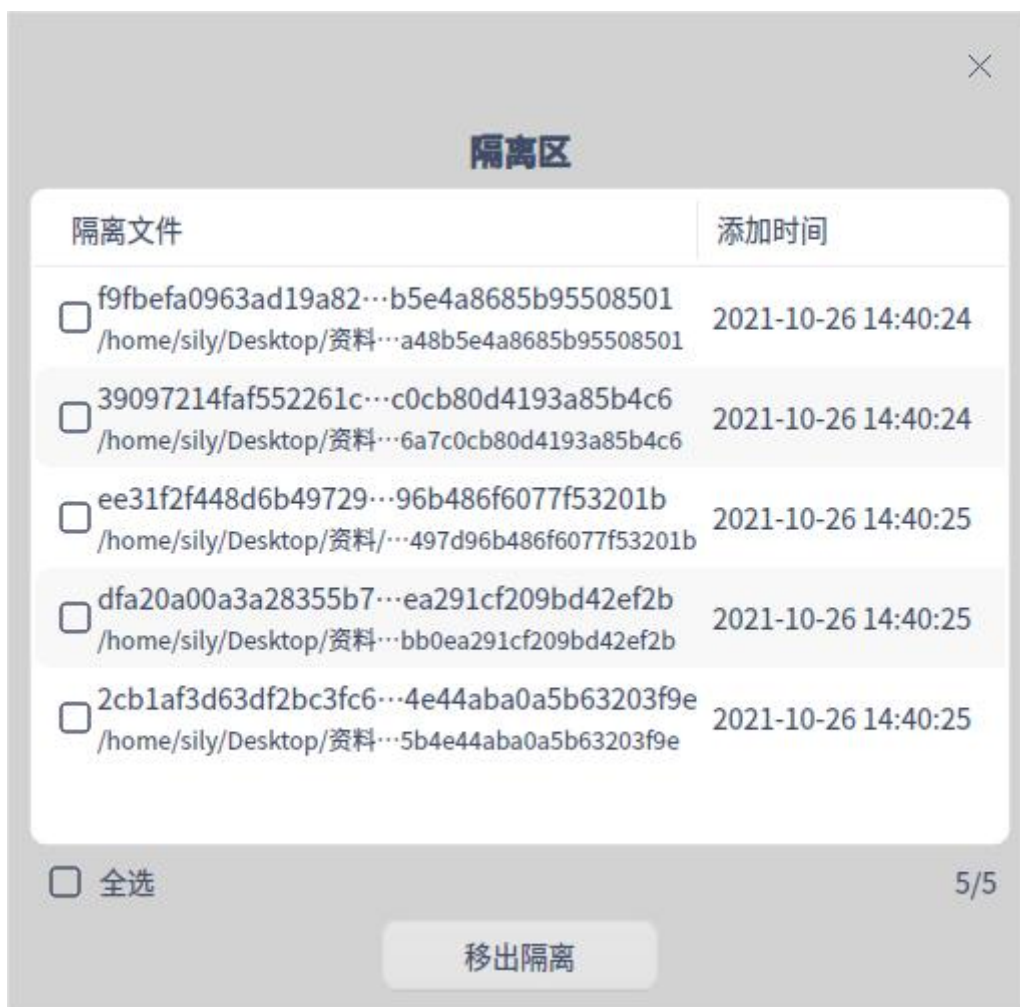 隔离区
隔离文件 添加时间
f9fbefa0963ad19a82···b5e4a8685b95508501
/home/sily/Desktop/资料···a48b5e4a8685b95508501
2021-10-26 14:40:24
39097214faf552261c···c0cb80d4193a85b4c6
/home/sily/Desktop/资料···6a7c0cb80d4193a85b4c6
2021-10-26 14:40:24
ee31f2f448d6b49729···96b486f6077f53201b
/home/sily/Desktop/资料/···497d96b486f6077f53201b
2021-10-26 14:40:25
dfa20a00a3a28355b7···ea291cf209bd42ef2b
/home/sily/Desktop/资料···bb0ea291cf209bd42ef2b
2021-10-26 14:40:25
2cb1af3d63df2bc3fc6···4e44aba0a5b63203f9e
/home/sily/Desktop/资料···5b4e44aba0a5b63203f9e
2021-10-26 14:40:25
全选 5/5
移出隔离